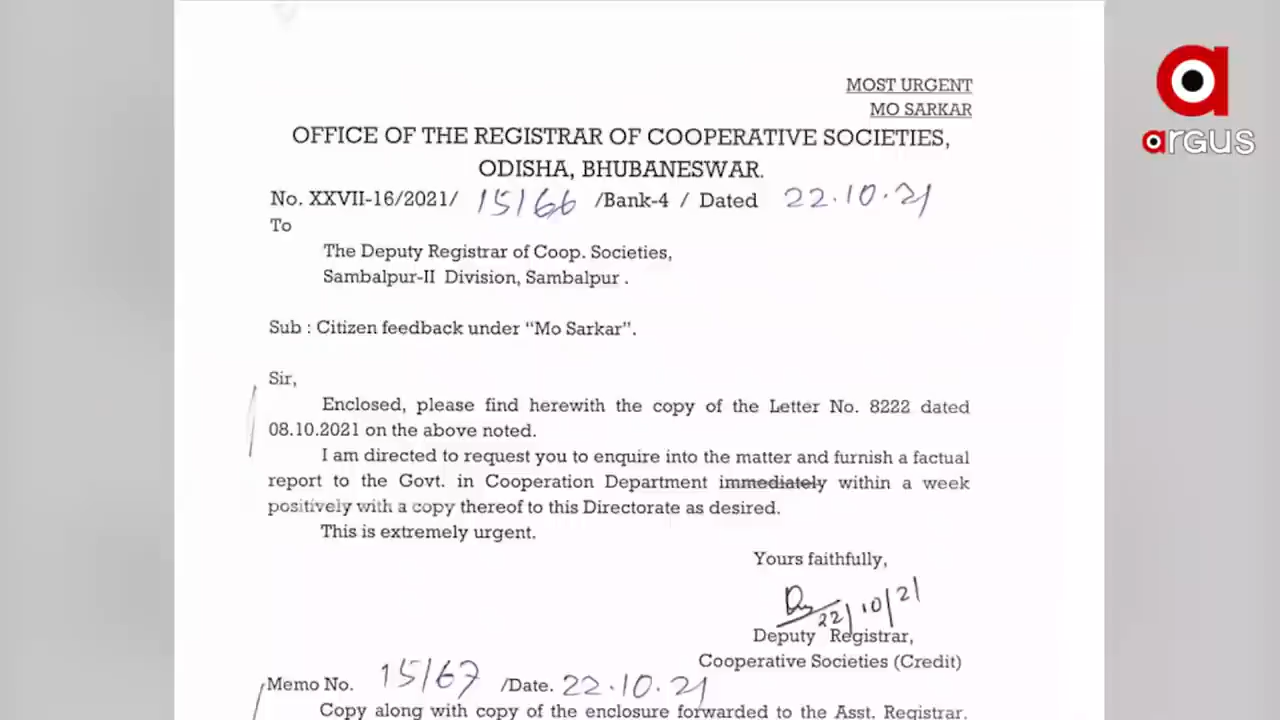 MOST URGENT
MO SARKAR
OFFICE OF THE REGISTRAR OF COOPERATIVE SOCIETIES,
ODISHA, BHUBANESWAR.
No. XXVII-16/2021/ 15166 /Bank-4 / Dated 22.10.21
To
The Deputy Registrar of Coop. Societies,
Sambalpur-II Division, Sambalpur .
Sub : Citizen feedback under “Mo Sarkar”.
Sir,
Enclosed, please find herewith the copy of the Letter No. 8222 dated
08.10.2021 on the above noted.
I am directed to request you to enquire into the matter and furnish a factual
report to the Govt. in Cooperation Department immediately within a week
positively with a copy thereof to this Directorate as desired.
This is extremely urgent.
Yours faithfully,
22/10/21
Deputy Registrar,
Cooperative Societies (Credit)
Memo No. 15167 /Date. 22.10.21
Copy along with copy of the enclosure forwarded to the Asst. Registrar,
argus